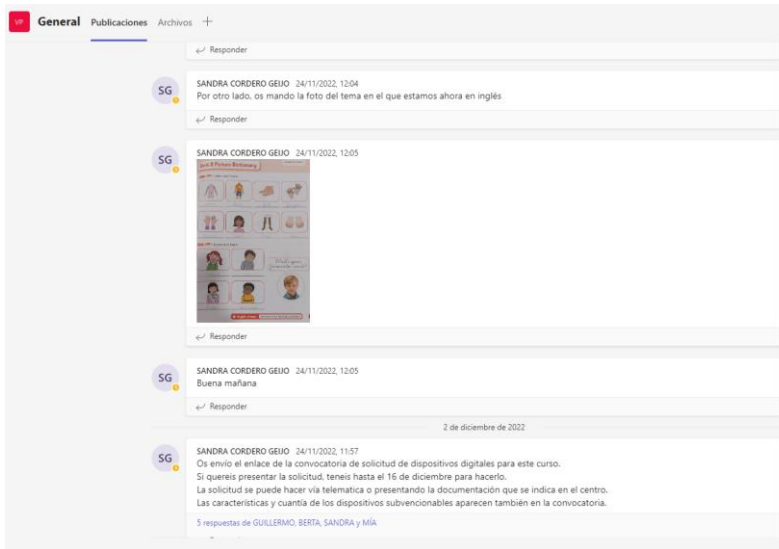 VP General Publicaciones Archivos
Responder
SG SANDRA CORDERO GEIJO 24/11/2022, 12:04
Por otro lado. os mando la foto del tema en el que estamos ahora en inglés
Responder
SG SANDRA CORDERO GEIJO 24/11/2022, 12:05
Unit 2 Picture Dictionary
Responder
SG SANDRA CORDERO GEIJO 24/11/2022, 12:05
Buena mañana
Responder
2 de diciembre de 2022
SG SANDRA CORDERO GEIJO 24/11/2022, 11:57
Os envío el enlace de la convocatoria de solicitud de dispositivos digitales para este curso.
Si quereis presentar la solicitud, teneis hasta el 16 de diciembre para hacerlo.
La solicitud se puede hacer vía telematica o presentando la documentación que se indica en el centro.
Las características y cuantía de los dispositivos subvencionables aparecen también en la convocatoria.
5 respuestas de GUILLERMO, BERTA, SANDRA y MÍA